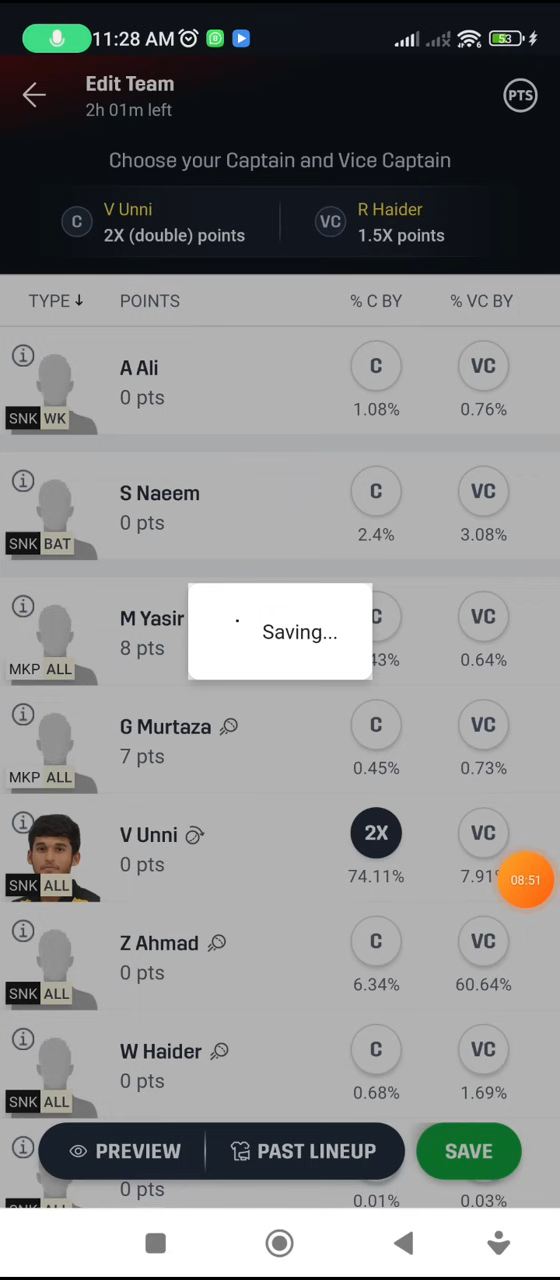 11:28 AM
53
Edit Team
2h 01m left
PTS
Choose your Captain and Vice Captain
C V Unni
2X (double) points
VC R Haider
1.5X points
TYPE↓ POINTS % C BY % VC BY
A Ali
0 pts
C VC
SNK WK
1.08% 0.76%
S Naeem
0 pts
C VC
SNK BAT
2.4% 3.08%
M Yasir
8 pts
C VC
MKP ALL
43% 0.64%
Saving...
G Murtaza
7 pts
C VC
MKP ALL
0.45% 0.73%
V Unni
0 pts
2X VC
SNK ALL
74.11% 7.91
08:51
Z Ahmad
0 pts
C VC
SNK ALL
6.34% 60.64%
W Haider
0 pts
C VC
SNK ALL
0.68% 1.69%
PREVIEW PAST LINEUP SAVE
0 pts
0.01% 0.03%